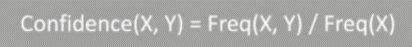 Confidence(X, Y) = Freq(X, Y) / Freq(X)